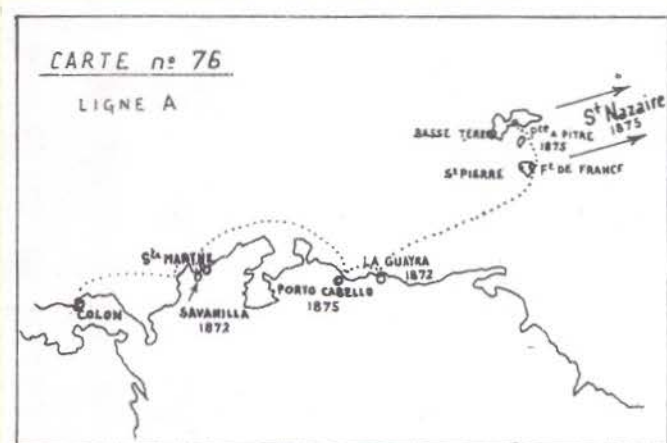 CARTE nº 76
LIGNE A
St Nazaire
1875
BASSE TERRE
Pte A PITRE
1875
St PIERRE
Ft DE FRANCE
Sta MARTHE
LA GUAYRA
1872
COLON
SAVANILLA
1872
PORTO CABELLO
1875